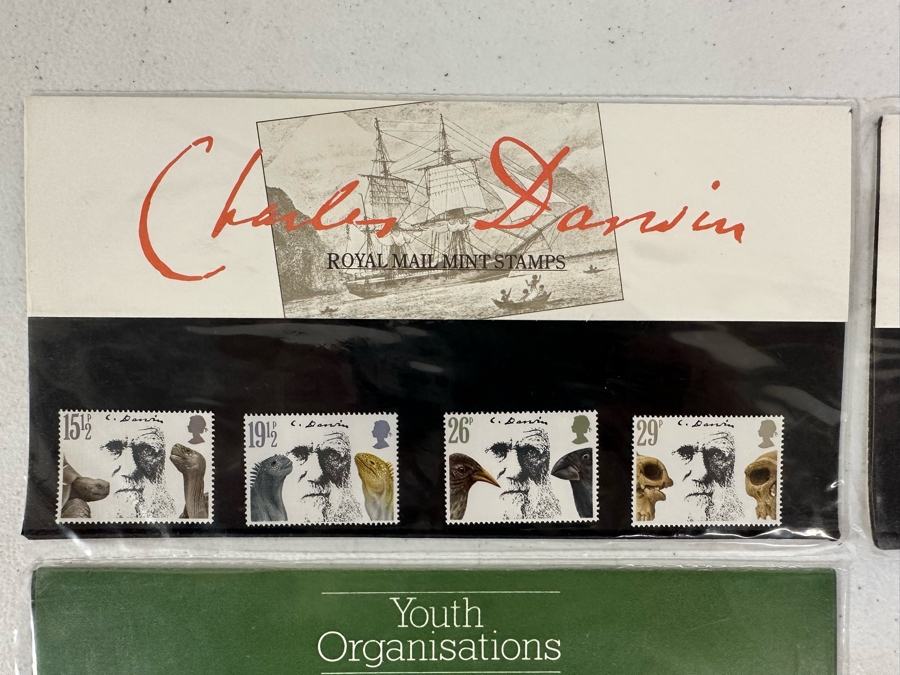 Charles Darwin
ROYAL MAIL MINT STAMPS
15½P
C. Darwin
19½P
C. Darwin
26P
C. Darwin
29P
C. Darwin
Youth
Organisations